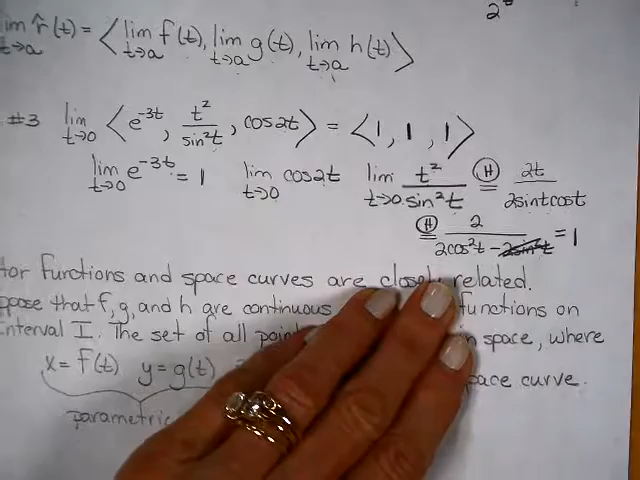 2
lim r̂(t) = ⟨ lim f(t), lim g(t), lim h(t) ⟩
t→a t→a t→a t→a
#3 lim ⟨ e^-3t, t²/sin²t, cos2t ⟩ = ⟨1, 1, 1⟩
t→0
lim e^-3t = 1 lim cos2t lim t²/sin²t Ⓗ= 2t/2sintcost
t→0 t→0 t→0
Ⓗ= 2/2cos²t - 2sin²t = 1
tor functions and space curves are closely related.
ppose that f, g, and h are continuous functions on
interval I. The set of all in space, where
x = f(t) y = g(t) pace curve.
parametric